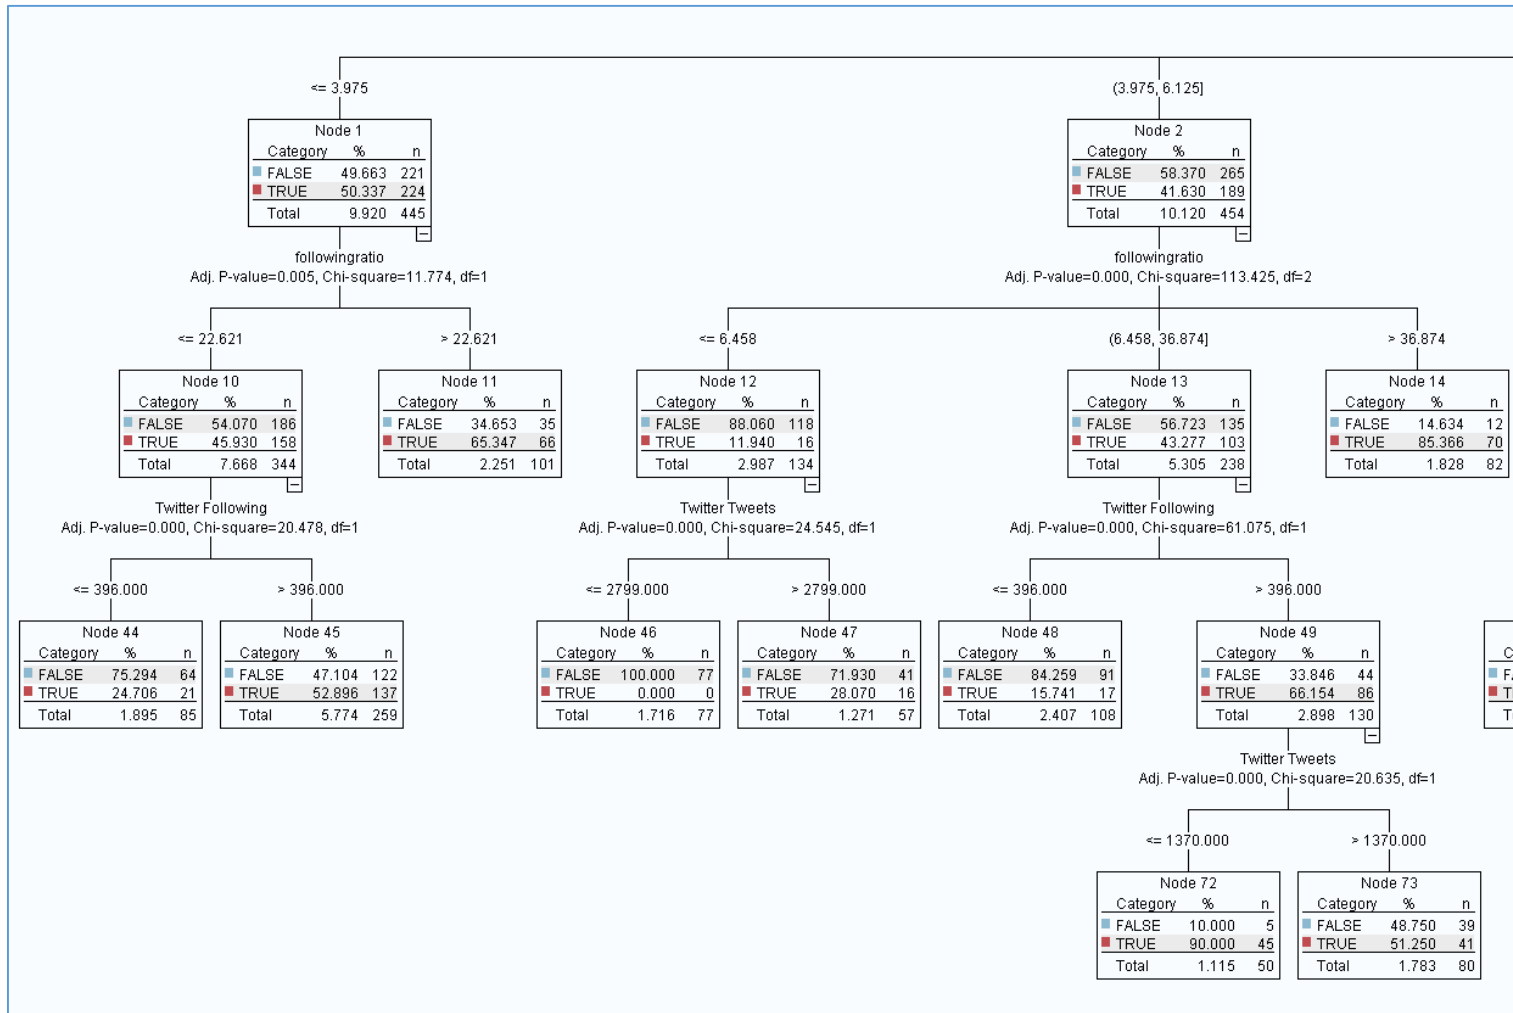 <= 3.975
(3.975, 6.125]
Node 1
Category % n
FALSE 49.663 221
TRUE 50.337 224
Total 9.920 445
Node 2
Category % n
FALSE 58.370 265
TRUE 41.630 189
Total 10.120 454
followingratio
Adj. P-value=0.005, Chi-square=11.774, df=1
followingratio
Adj. P-value=0.000, Chi-square=113.425, df=2
<= 22.621
> 22.621
<= 6.458
(6.458, 36.874]
> 36.874
Node 10
Category % n
FALSE 54.070 186
TRUE 45.930 158
Total 7.668 344
Node 11
Category % n
FALSE 34.653 35
TRUE 65.347 66
Total 2.251 101
Node 12
Category % n
FALSE 88.060 118
TRUE 11.940 16
Total 2.987 134
Node 13
Category % n
FALSE 56.723 135
TRUE 43.277 103
Total 5.305 238
Node 14
Category % n
FALSE 14.634 12
TRUE 85.366 70
Total 1.828 82
Twitter Following
Adj. P-value=0.000, Chi-square=20.478, df=1
Twitter Tweets
Adj. P-value=0.000, Chi-square=24.545, df=1
Twitter Following
Adj. P-value=0.000, Chi-square=61.075, df=1
<= 396.000
> 396.000
<= 2799.000
> 2799.000
<= 396.000
> 396.000
Node 44
Category % n
FALSE 75.294 64
TRUE 24.706 21
Total 1.895 85
Node 45
Category % n
FALSE 47.104 122
TRUE 52.896 137
Total 5.774 259
Node 46
Category % n
FALSE 100.000 77
TRUE 0.000 0
Total 1.716 77
Node 47
Category % n
FALSE 71.930 41
TRUE 28.070 16
Total 1.271 57
Node 48
Category % n
FALSE 84.259 91
TRUE 15.741 17
Total 2.407 108
Node 49
Category % n
FALSE 33.846 44
TRUE 66.154 86
Total 2.898 130
Twitter Tweets
Adj. P-value=0.000, Chi-square=20.635, df=1
<= 1370.000
> 1370.000
Node 72
Category % n
FALSE 10.000 5
TRUE 90.000 45
Total 1.115 50
Node 73
Category % n
FALSE 48.750 39
TRUE 51.250 41
Total 1.783 80